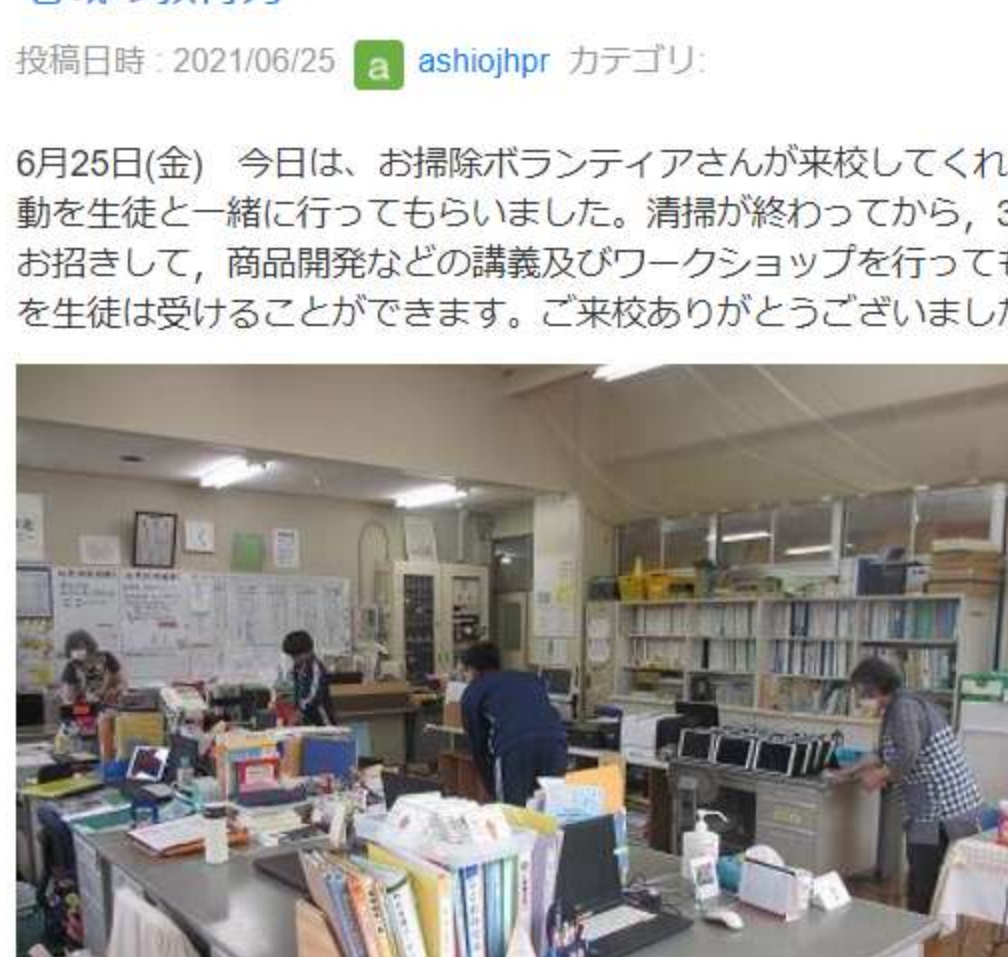 投稿日時 : 2021/06/25 a ashiojhpr カテゴリ:
6月25日(金)　今日は、お掃除ボランティアさんが来校してくれ
動を生徒と一緒に行ってもらいました。清掃が終わってから，3
お招きして，商品開発などの講義及びワークショップを行っても
を生徒は受けることができます。ご来校ありがとうございました